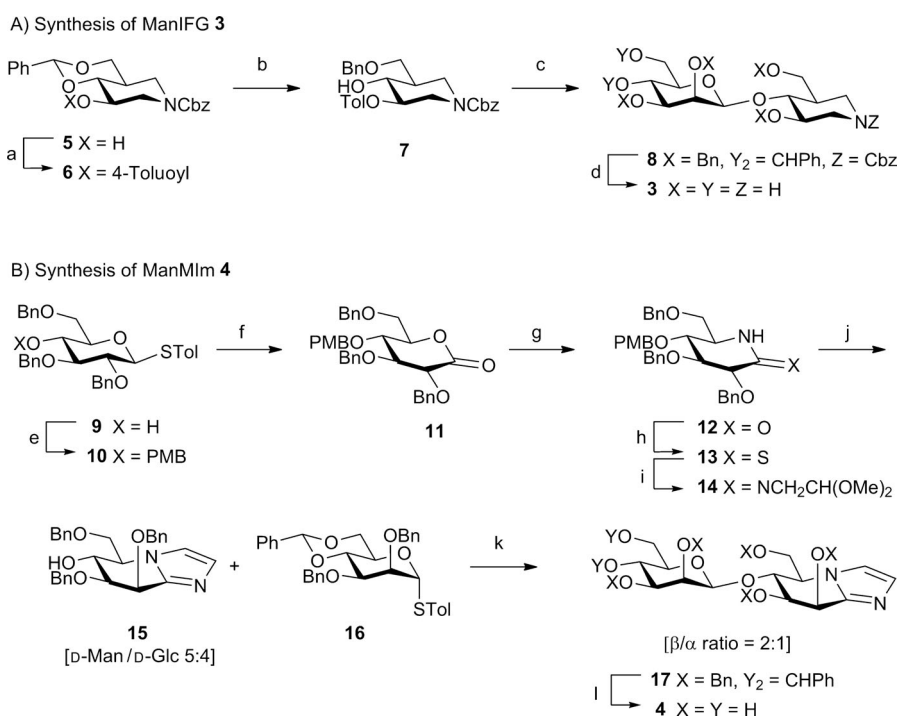 A) Synthesis of ManIFG 3
Ph
O
O
XO
NCbz
b
BnO
HO
TolO
NCbz
c
YO
YO
XO
OX
O
O
XO
XO
NZ
5 X = H
a
6 X = 4-Toluoyl
7
8 X = Bn, Y2 = CHPh, Z = Cbz
d
3 X = Y = Z = H
B) Synthesis of ManMIm 4
BnO
XO
BnO
O
STol
OBn
f
BnO
PMBO
BnO
O
O
OBn
g
BnO
PMBO
BnO
NH
X
OBn
j
9 X = H
e
10 X = PMB
11
12 X = O
h
13 X = S
i
14 X = NCH2CH(OMe)2
BnO
OBn
HO
BnO
N
N
+
Ph
O
O
BnO
OBn
O
STol
k
YO
YO
XO
OX
O
O
XO
XO
OX
N
N
15
16
[β/α ratio = 2:1]
[D-Man/D-Glc 5:4]
17 X = Bn, Y2 = CHPh
l
4 X = Y = H